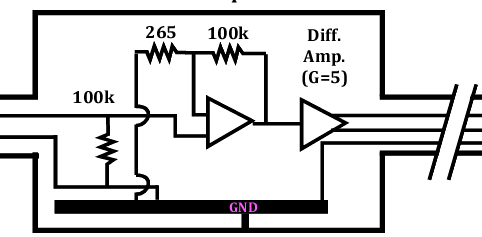 265
100k
Diff.
Amp.
(G=5)
100k
GND